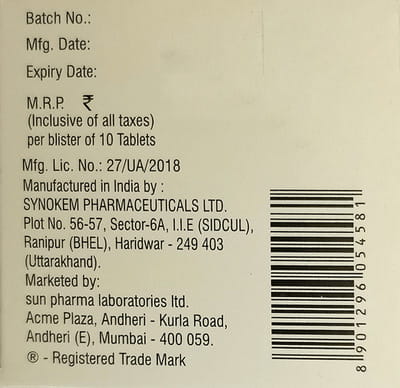 Batch No.:
Mfg. Date:
Expiry Date:
M.R.P. ₹
(Inclusive of all taxes)
per blister of 10 Tablets
Mfg. Lic. No.: 27/UA/2018
Manufactured in India by :
SYNOKEM PHARMACEUTICALS LTD.
Plot No. 56-57, Sector-6A, I.I.E (SIDCUL),
Ranipur (BHEL), Haridwar - 249 403
(Uttarakhand).
Marketed by:
sun pharma laboratories ltd.
Acme Plaza, Andheri - Kurla Road,
Andheri (E), Mumbai - 400 059.
® - Registered Trade Mark
8 901296 054581